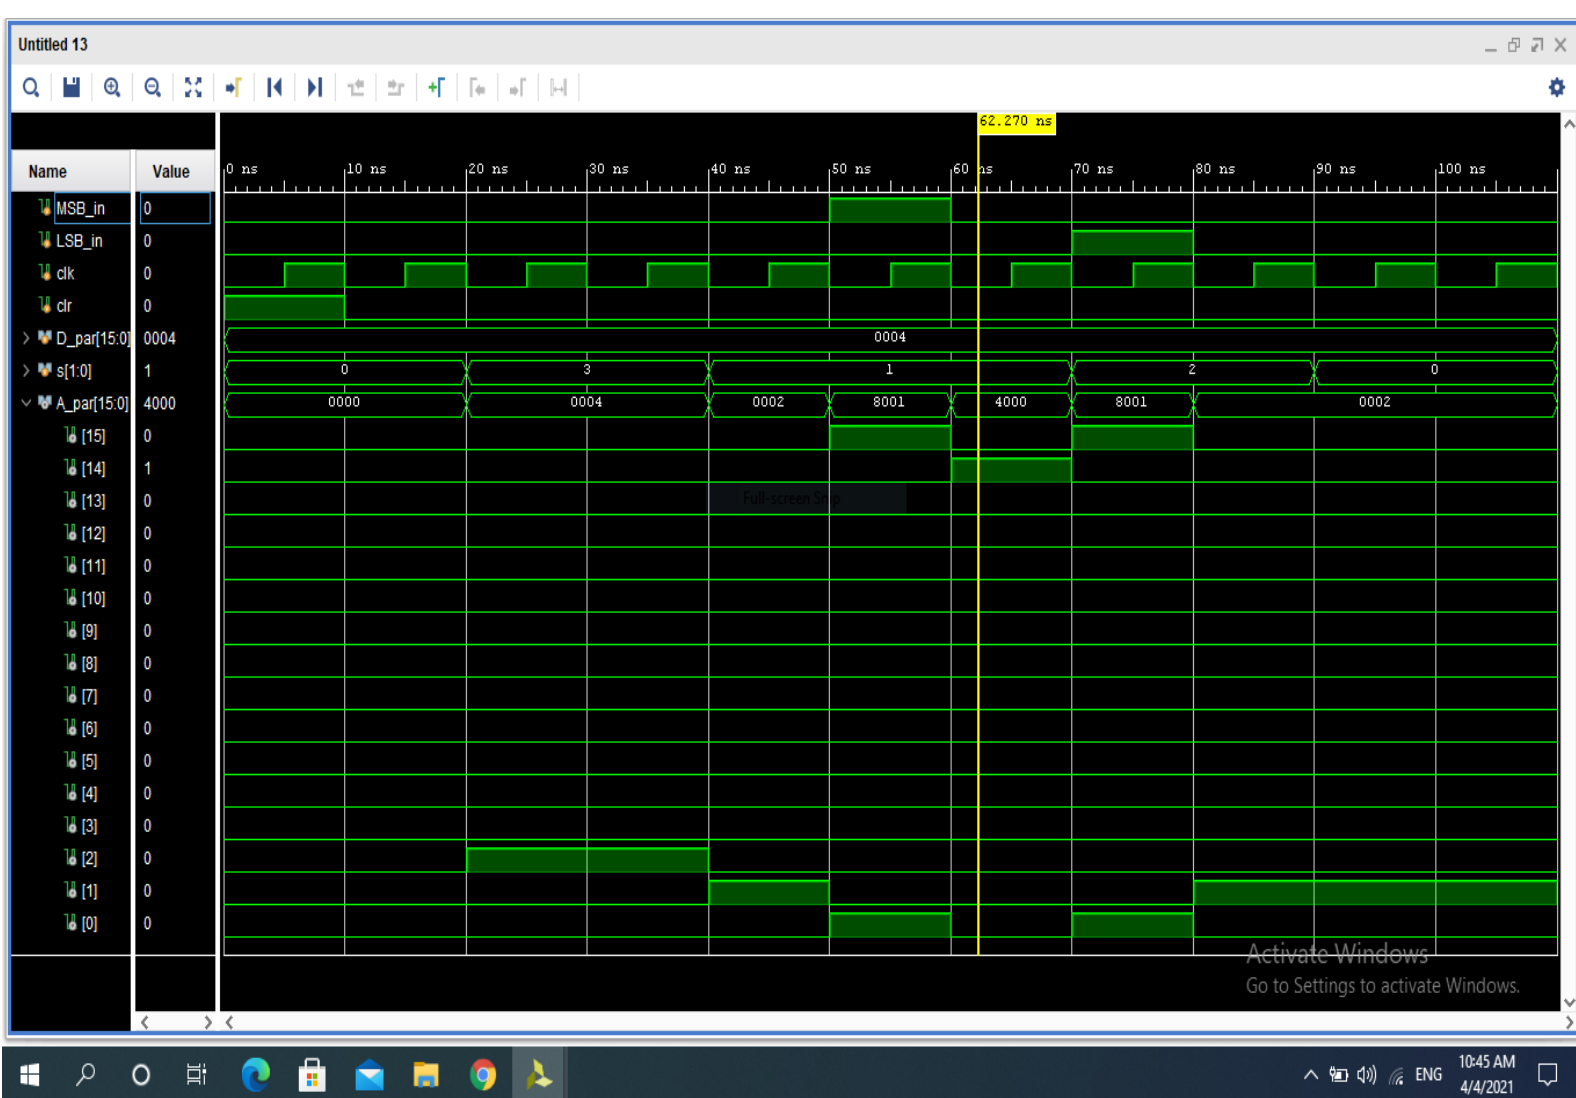 Untitled 13
62.270 ns
Name Value
0 ns 10 ns 20 ns 30 ns 40 ns 50 ns 60 ns 70 ns 80 ns 90 ns 100 ns
MSB_in 0
LSB_in 0
clk 0
clr 0
D_par[15:0] 0004 0004
s[1:0] 1 0 3 1 2 0
A_par[15:0] 4000 0000 0004 0002 8001 4000 8001 0002
[15] 0
[14] 1
[13] 0 Full-screen Snip
[12] 0
[11] 0
[10] 0
[9] 0
[8] 0
[7] 0
[6] 0
[5] 0
[4] 0
[3] 0
[2] 0
[1] 0
[0] 0
Activate Windows
Go to Settings to activate Windows.
ENG 10:45 AM
4/4/2021